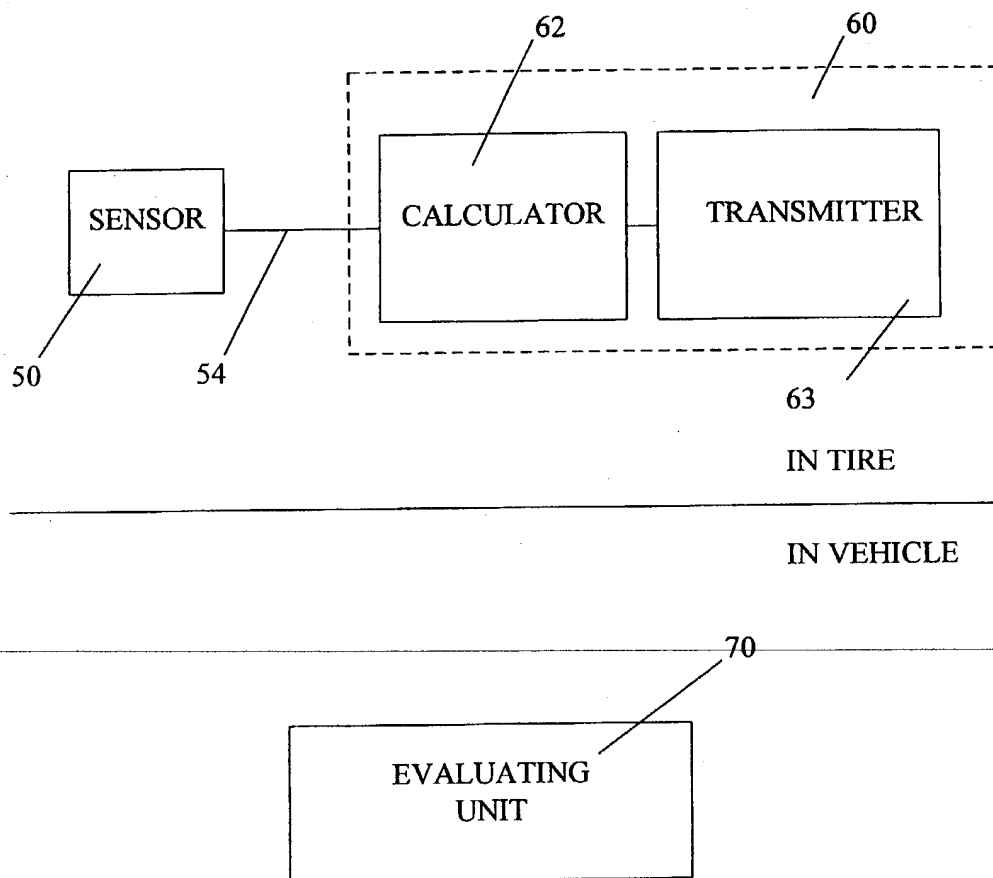 62
60
SENSOR
CALCULATOR
TRANSMITTER
50
54
63
IN TIRE
IN VEHICLE
70
EVALUATING
UNIT